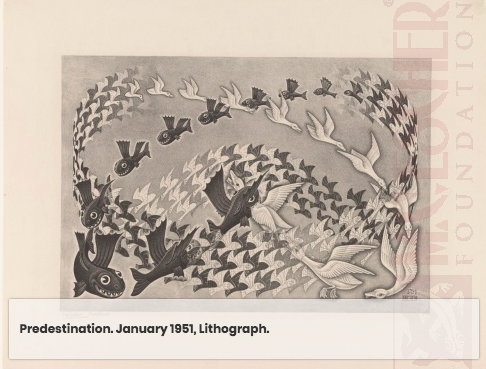 M.C. ESCHER
FOUNDATION
Predestination. January 1951, Lithograph.